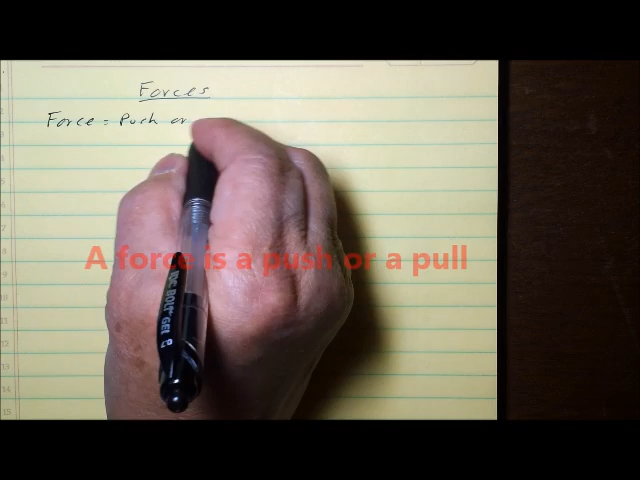 Forces
Force = Push or
A force is a push or a pull